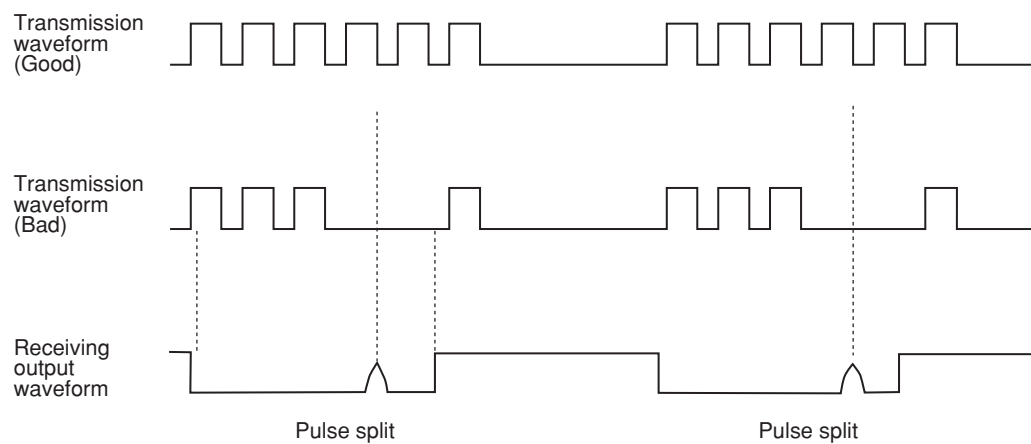 Transmission
waveform
(Good)
Transmission
waveform
(Bad)
Receiving
output
waveform
Pulse split
Pulse split